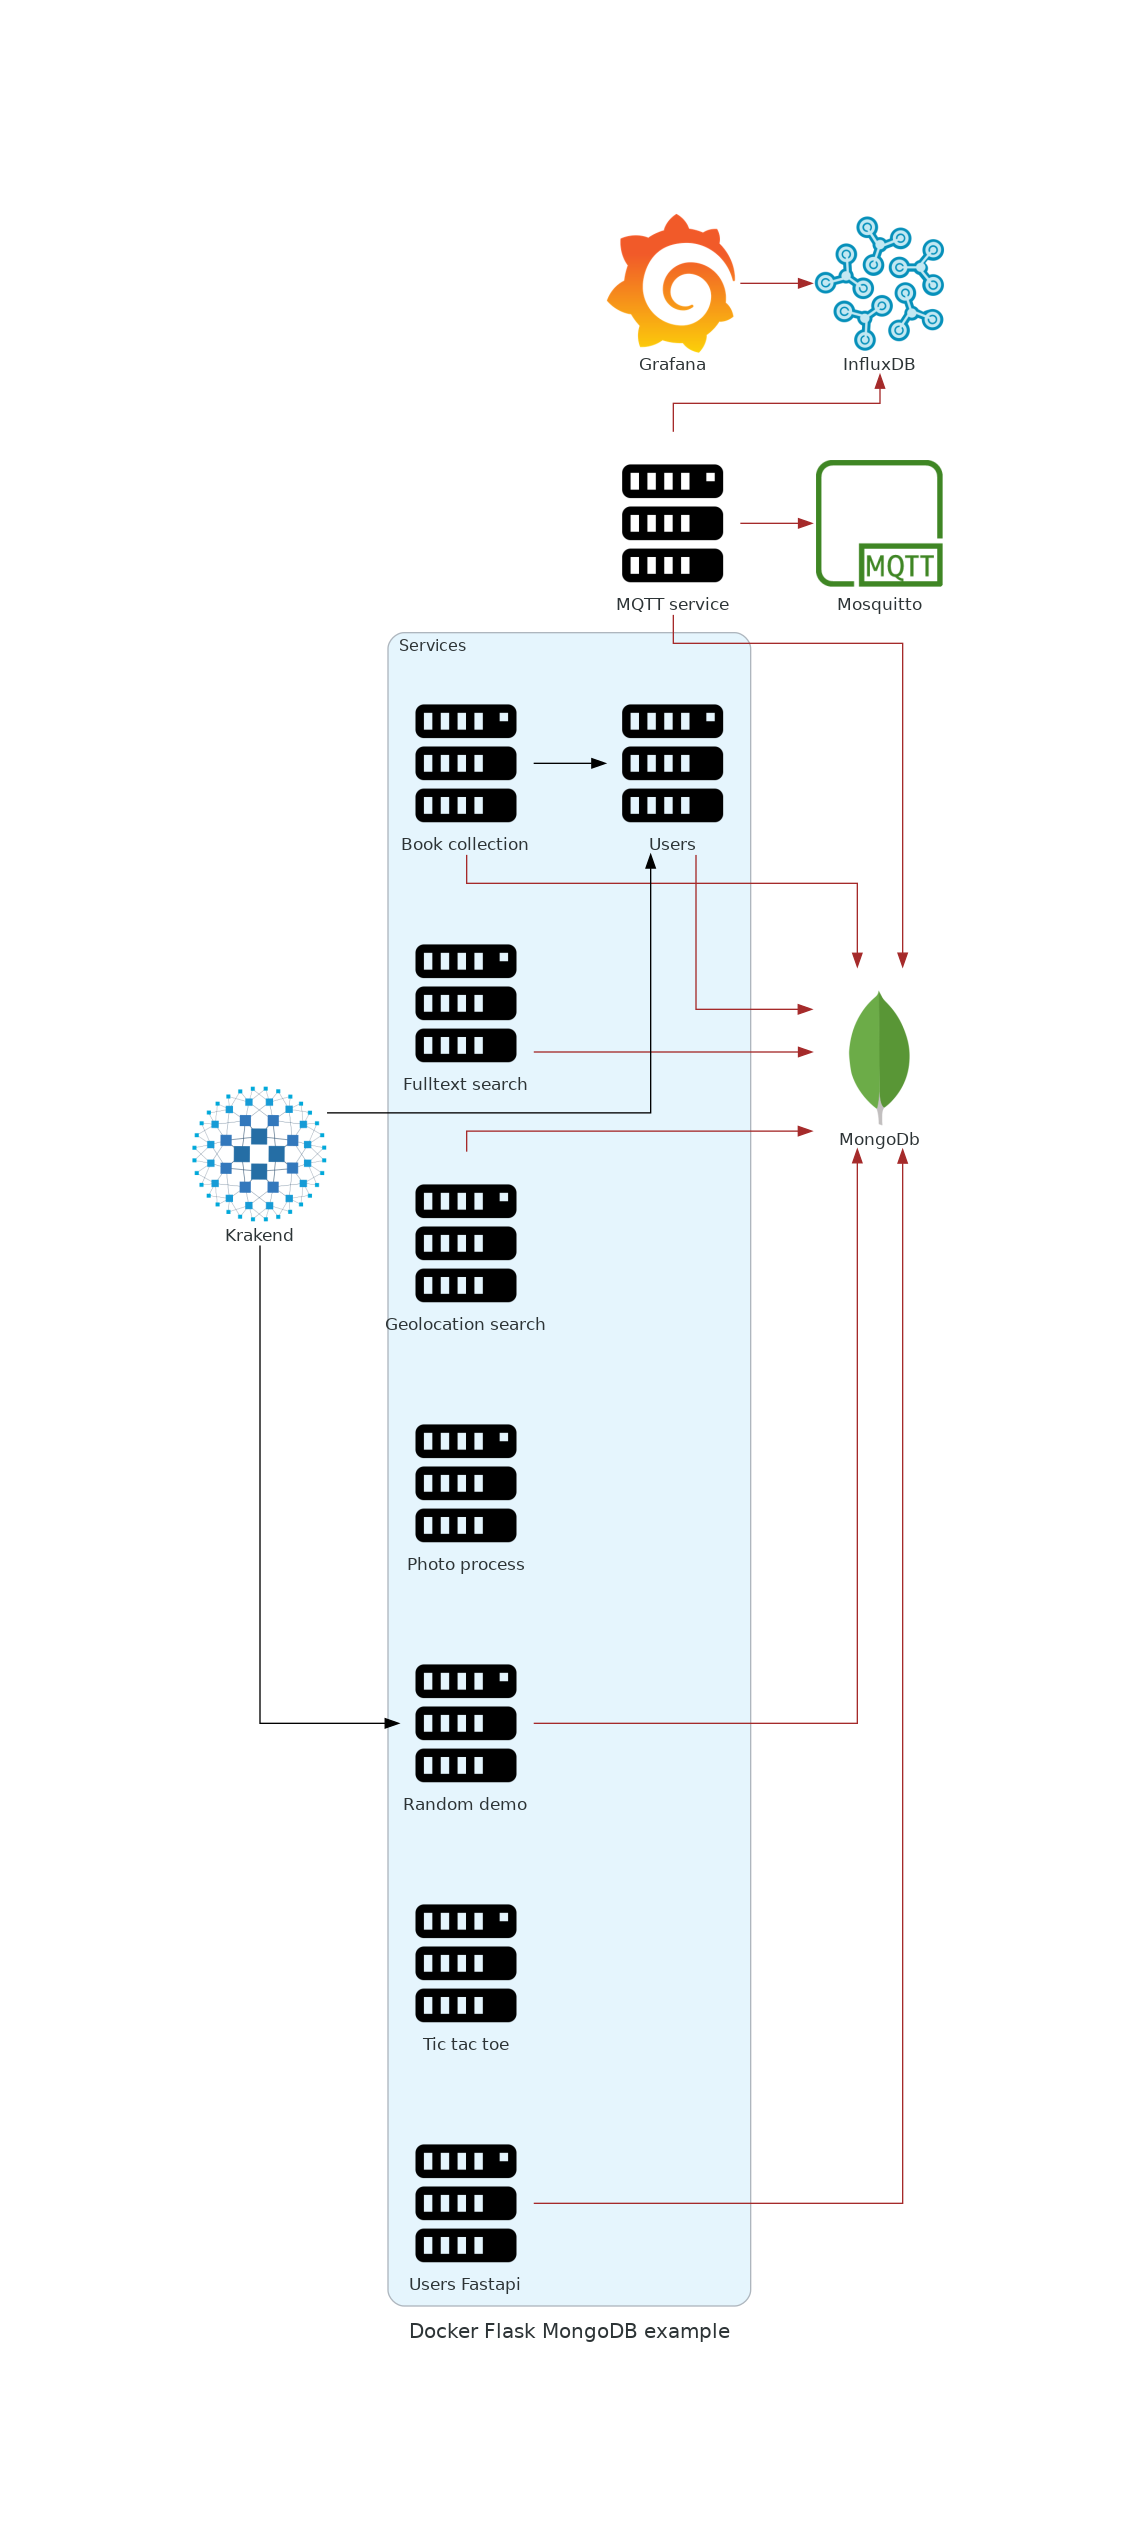 Grafana
InfluxDB
MQTT
MQTT service
Mosquitto
Services
Book collection
Users
Fulltext search
MongoDb
Krakend
Geolocation search
Photo process
Random demo
Tic tac toe
Users Fastapi
Docker Flask MongoDB example